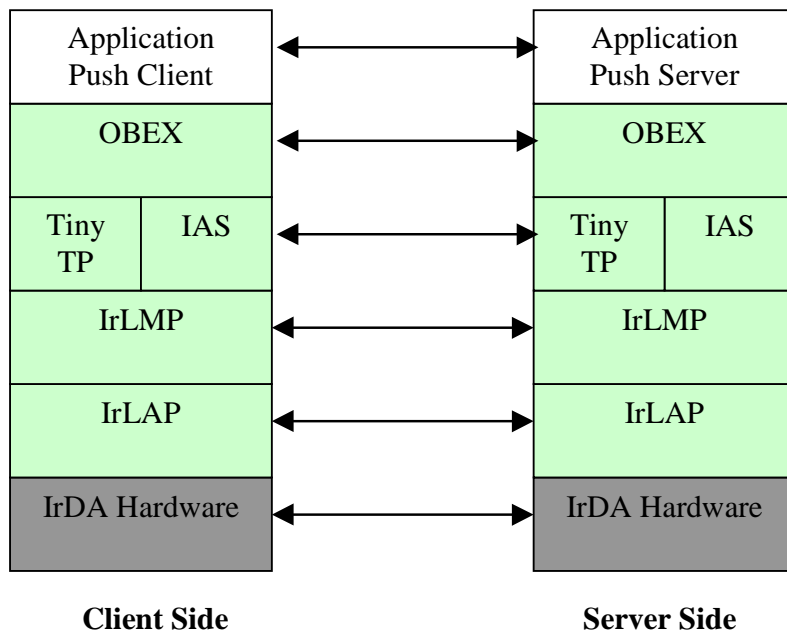 Application
Push Client
Application
Push Server
OBEX
OBEX
Tiny
TP
IAS
Tiny
TP
IAS
IrLMP
IrLMP
IrLAP
IrLAP
IrDA Hardware
IrDA Hardware
Client Side
Server Side